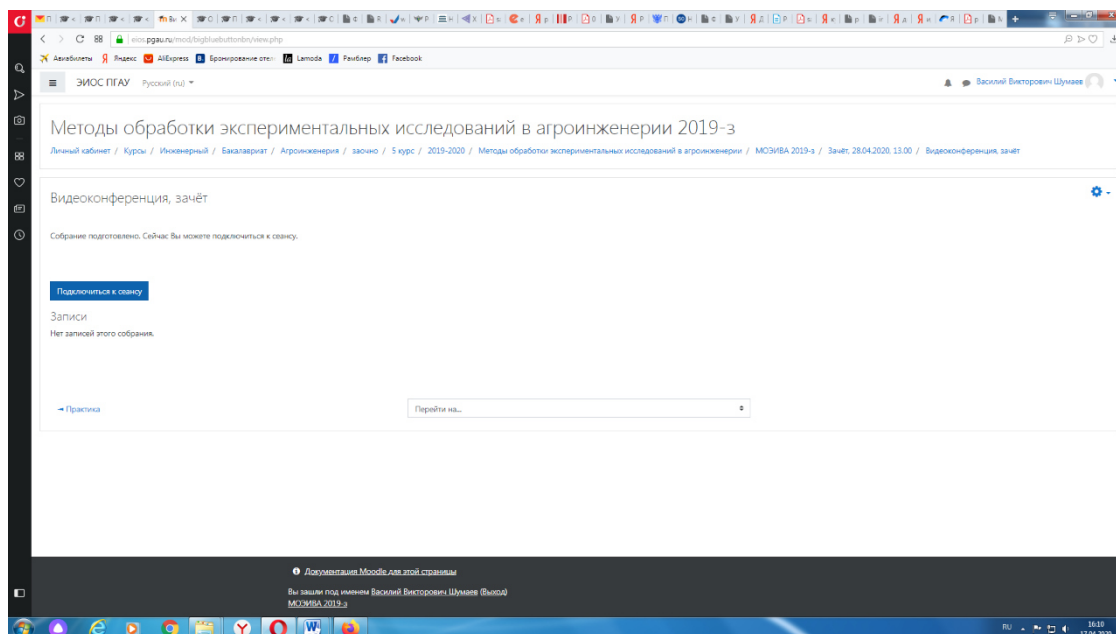 eios.pgau.ru/mod/bigbluebuttonbn/view.php
Авиабилеты Яндекс AliExpress Бронирование отел Lamoda Рамблер Facebook
ЭИОС ПГАУ Русский (ru)
Василий Викторович Шумаев
Методы обработки экспериментальных исследований в агроинженерии 2019-з
Личный кабинет / Курсы / Инженерный / Бакалавриат / Агроинженерия / заочно / 5 курс / 2019-2020 / Методы обработки экспериментальных исследований в агроинженерии / МОЭИВА 2019-з / Зачёт, 28.04.2020, 13.00 / Видеоконференция, зачёт
Видеоконференция, зачёт
Собрание подготовлено. Сейчас Вы можете подключиться к сеансу.
Подключиться к сеансу
Записи
Нет записей этого собрания.
Практика
Перейти на...
Документация Moodle для этой страницы
Вы зашли под именем Василий Викторович Шумаев (Выход)
МОЭИВА 2019-з
RU 16:10
17.04.2020